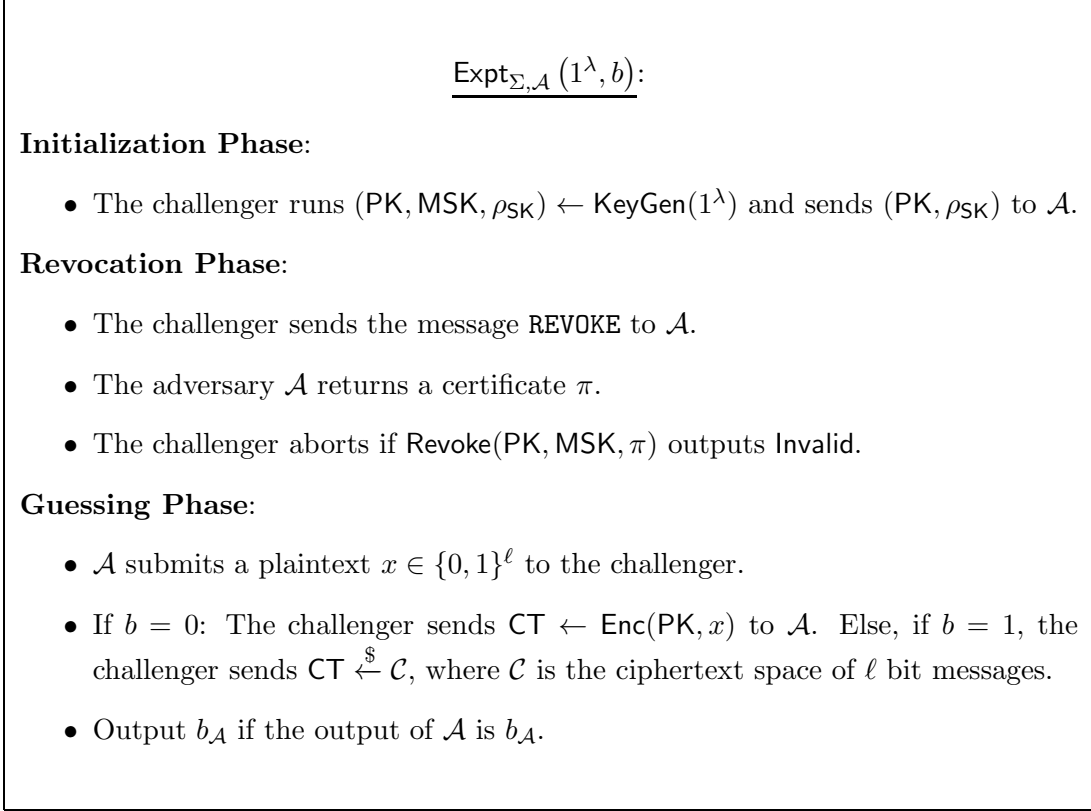 Expt_{Σ,𝒜} (1^λ, b):
Initialization Phase:
• The challenger runs (PK, MSK, ρ_SK) ← KeyGen(1^λ) and sends (PK, ρ_SK) to 𝒜.
Revocation Phase:
• The challenger sends the message REVOKE to 𝒜.
• The adversary 𝒜 returns a certificate π.
• The challenger aborts if Revoke(PK, MSK, π) outputs Invalid.
Guessing Phase:
• 𝒜 submits a plaintext x ∈ {0, 1}^ℓ to the challenger.
• If b = 0: The challenger sends CT ← Enc(PK, x) to 𝒜. Else, if b = 1, the
challenger sends CT ←^$ 𝒞, where 𝒞 is the ciphertext space of ℓ bit messages.
• Output b_𝒜 if the output of 𝒜 is b_𝒜.